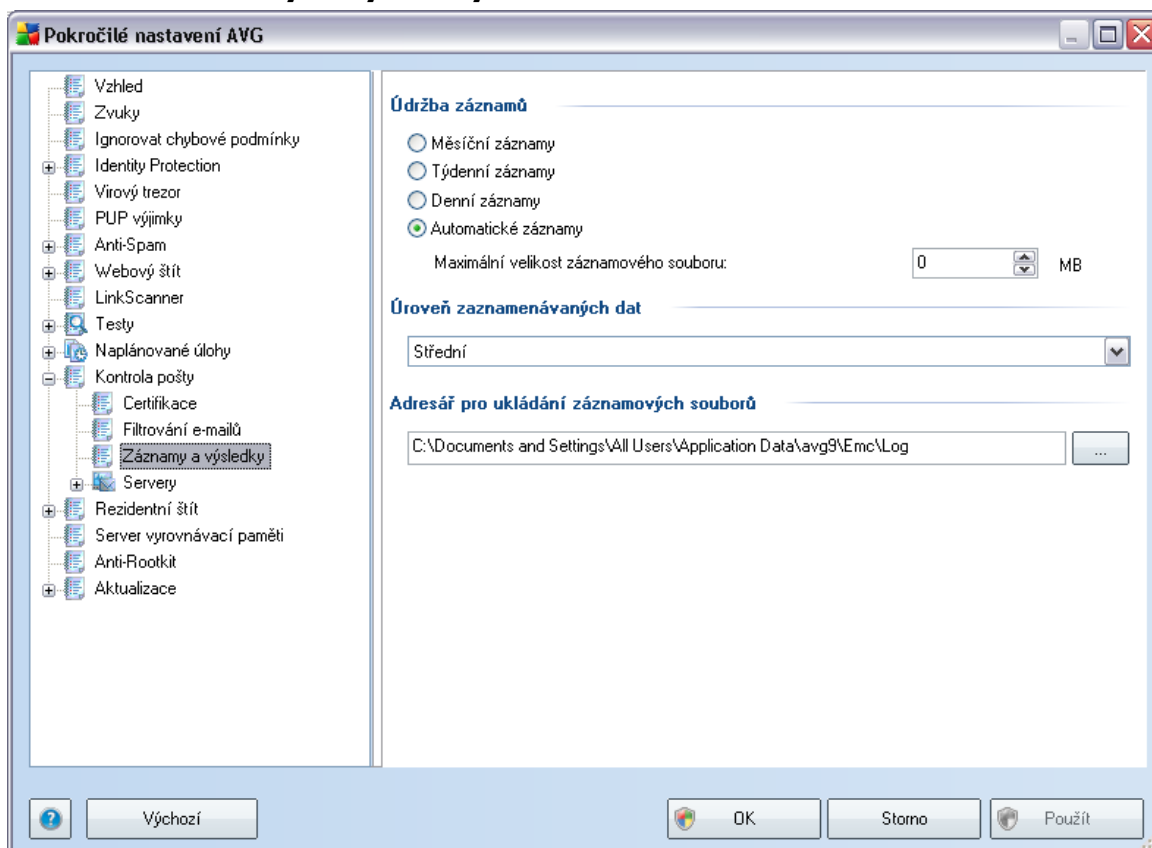 Pokročilé nastavení AVG
Vzhled
Zvuky
Ignorovat chybové podmínky
Identity Protection
Virový trezor
PUP výjimky
Anti-Spam
Webový štít
LinkScanner
Testy
Naplánované úlohy
Kontrola pošty
Certifikace
Filtrování e-mailů
Záznamy a výsledky
Servery
Rezidentní štít
Server vyrovnávací paměti
Anti-Rootkit
Aktualizace
Údržba záznamů
Měsíční záznamy
Týdenní záznamy
Denní záznamy
Automatické záznamy
Maximální velikost záznamového souboru: 0 MB
Úroveň zaznamenávaných dat
Střední
Adresář pro ukládání záznamových souborů
C:\Documents and Settings\All Users\Application Data\avg9\Emc\Log ...
Výchozí OK Storno Použít